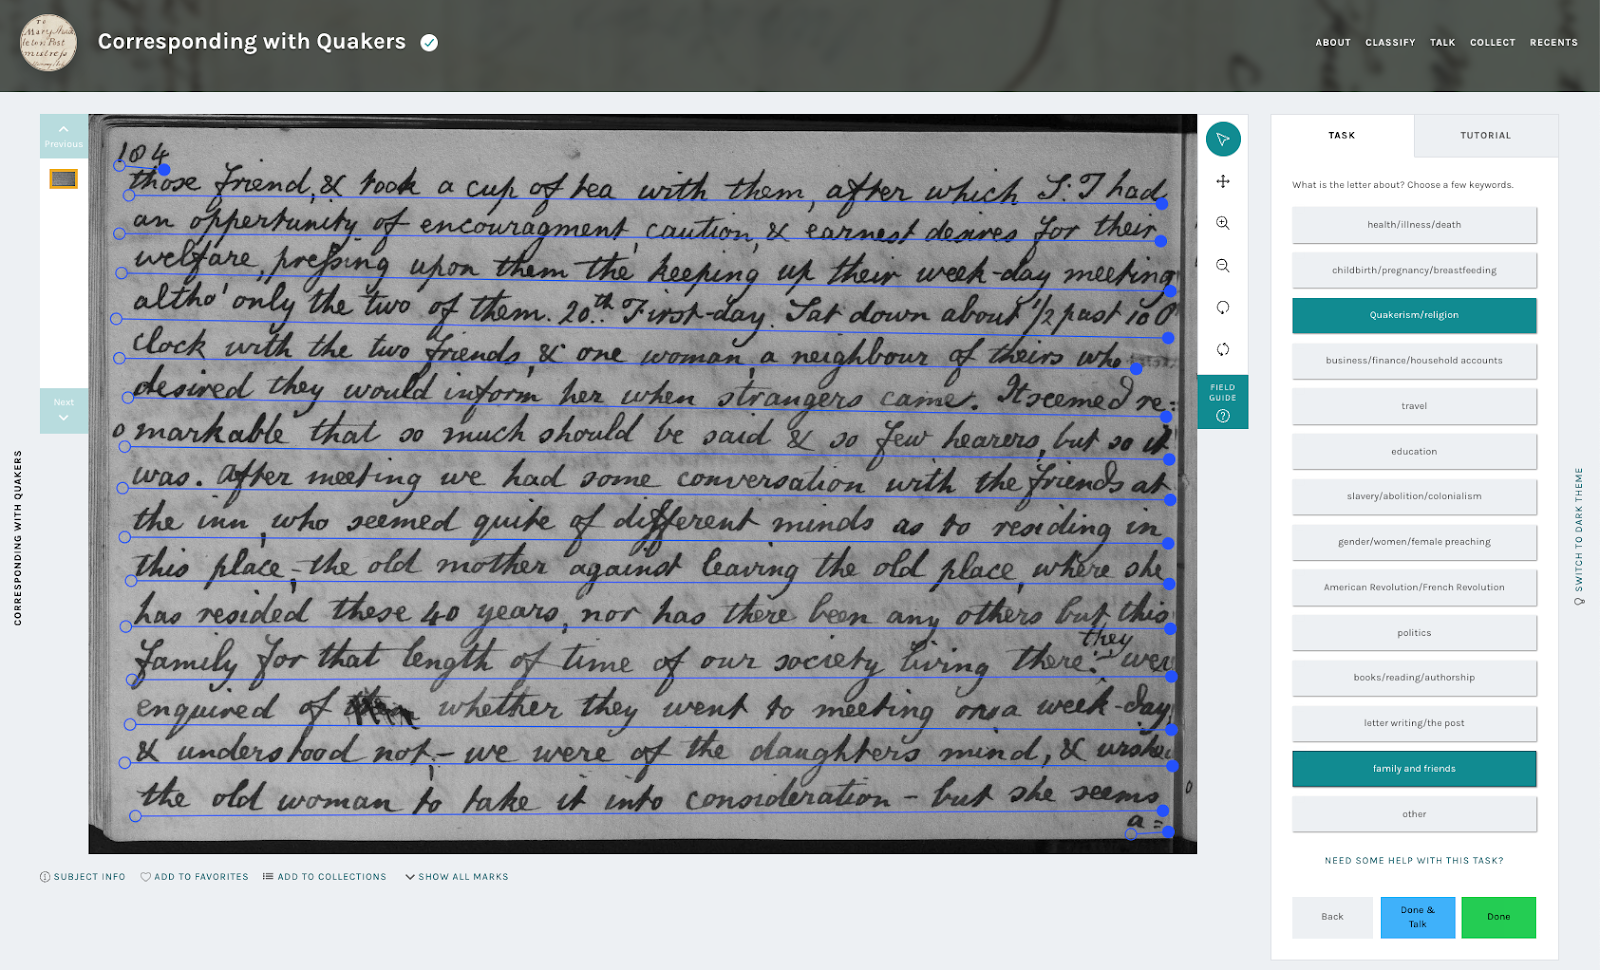 To
Mary
Post
mistress
Corresponding with Quakers
ABOUT CLASSIFY TALK COLLECT RECENTS
Previous
Next
CORRESPONDING WITH QUAKERS
104
those friend, & took a cup of tea with them, after which S: T had
an oppertunity of encouragment, caution, & earnest desires for their
welfare, pressing upon them the keeping up their week-day meeting
altho' only the two of them. 20th First-day. Sat down about 1/2 past 10 O
clock with the two friends, & one woman, a neighbour of theirs who
desired they would inform her when strangers came. It seemed re:
markable that so much should be said & so few hearers, but so it
was. After meeting we had some conversation with the friends at
the inn, who seemed quite of different minds as to residing in
this place, - the old mother against leaving the old place, where she
has resided these 40 years, nor has there been any others but this
they
family for that length of time of our society living there. were
enquired of whether they went to meeting on a week-day,
& understood not - we were of the daughters mind, & wished
the old woman to take it into consideration - but she seems
a =
FIELD
GUIDE
TASK TUTORIAL
What is the letter about? Choose a few keywords.
health/illness/death
childbirth/pregnancy/breastfeeding
Quakerism/religion
business/finance/household accounts
travel
education
slavery/abolition/colonialism
gender/women/female preaching
American Revolution/French Revolution
politics
books/reading/authorship
letter writing/the post
family and friends
other
NEED SOME HELP WITH THIS TASK?
Back
Done &
Talk
Done
SWITCH TO DARK THEME
SUBJECT INFO ADD TO FAVORITES ADD TO COLLECTIONS SHOW ALL MARKS